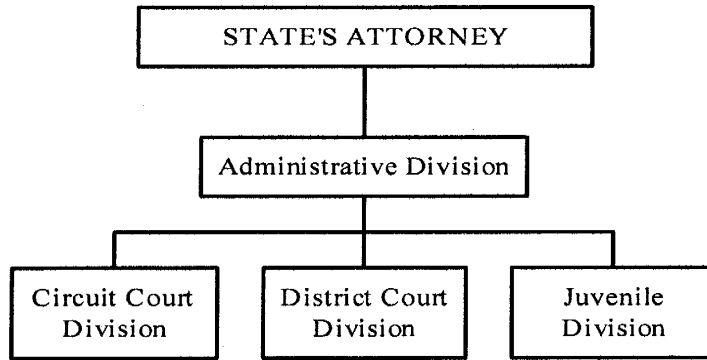 STATE'S ATTORNEY
Administrative Division
Circuit Court
Division
District Court
Division
Juvenile
Division